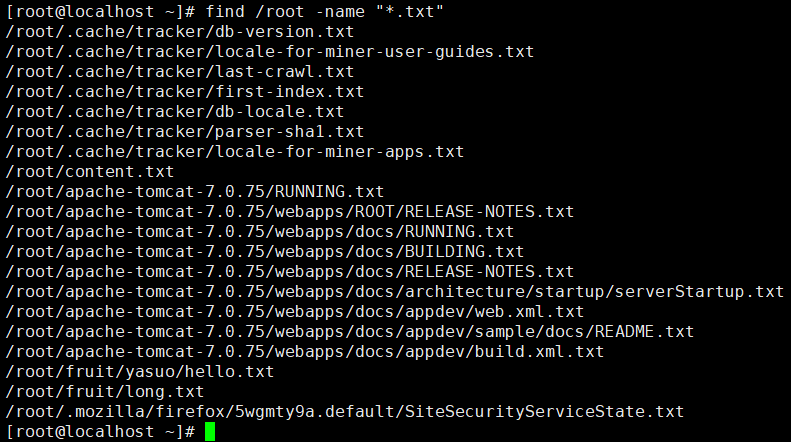 [root@localhost ~]# find /root -name "*.txt"
/root/.cache/tracker/db-version.txt
/root/.cache/tracker/locale-for-miner-user-guides.txt
/root/.cache/tracker/last-crawl.txt
/root/.cache/tracker/first-index.txt
/root/.cache/tracker/db-locale.txt
/root/.cache/tracker/parser-sha1.txt
/root/.cache/tracker/locale-for-miner-apps.txt
/root/content.txt
/root/apache-tomcat-7.0.75/RUNNING.txt
/root/apache-tomcat-7.0.75/webapps/ROOT/RELEASE-NOTES.txt
/root/apache-tomcat-7.0.75/webapps/docs/RUNNING.txt
/root/apache-tomcat-7.0.75/webapps/docs/BUILDING.txt
/root/apache-tomcat-7.0.75/webapps/docs/RELEASE-NOTES.txt
/root/apache-tomcat-7.0.75/webapps/docs/architecture/startup/serverStartup.txt
/root/apache-tomcat-7.0.75/webapps/docs/appdev/web.xml.txt
/root/apache-tomcat-7.0.75/webapps/docs/appdev/sample/docs/README.txt
/root/apache-tomcat-7.0.75/webapps/docs/appdev/build.xml.txt
/root/fruit/yasuo/hello.txt
/root/fruit/long.txt
/root/.mozilla/firefox/5wgmty9a.default/SiteSecurityServiceState.txt
[root@localhost ~]#